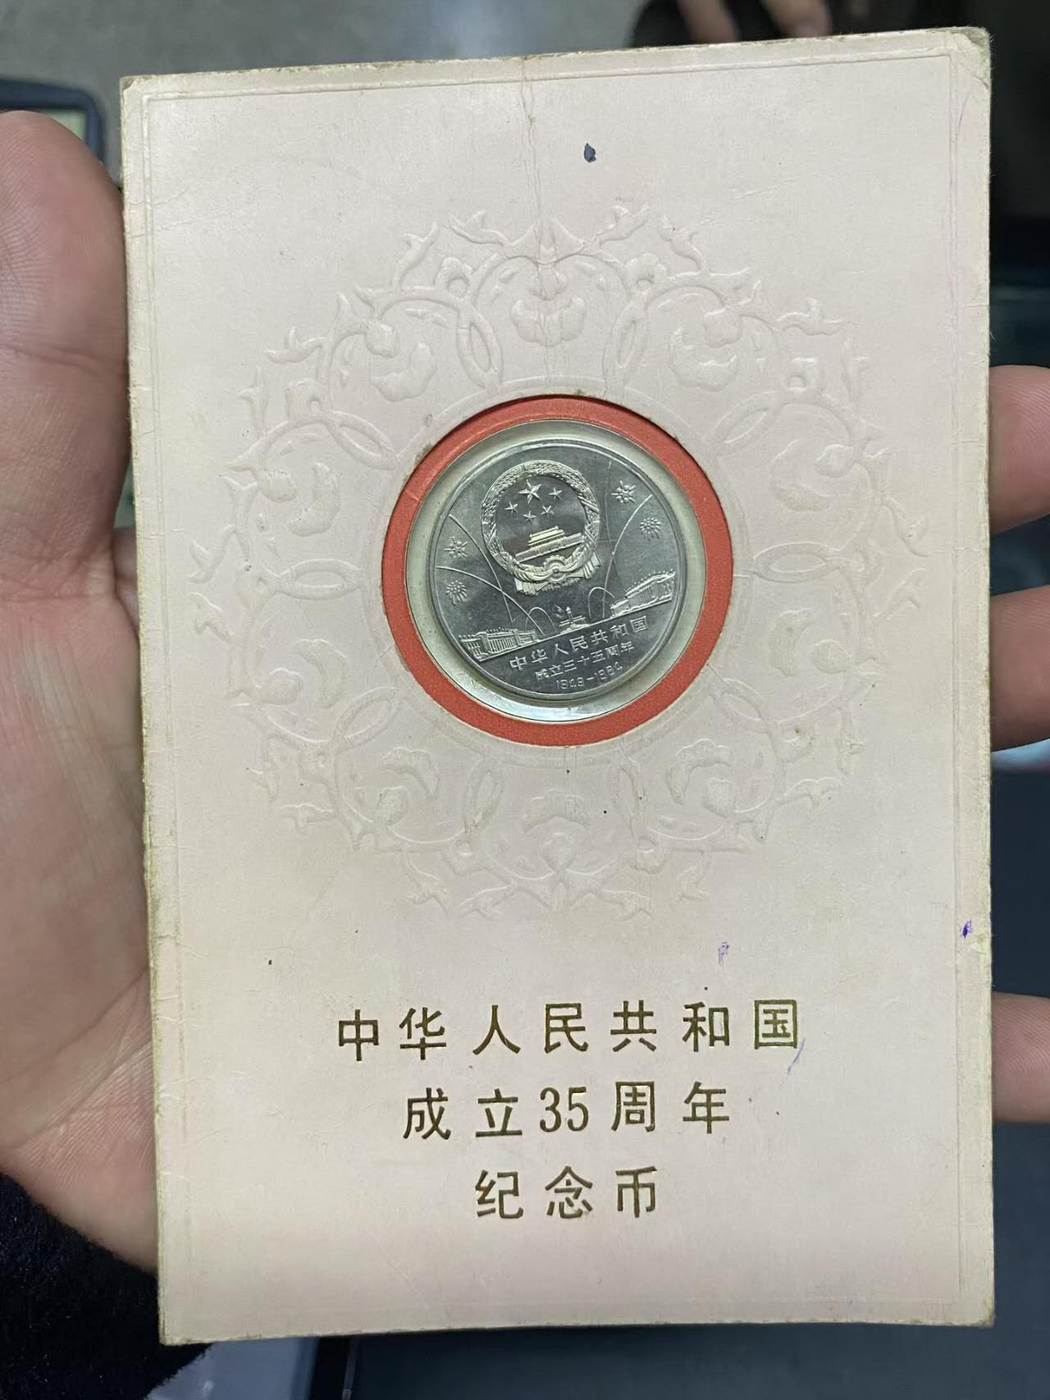 中华人民共和国
成立三十五周年
1949-1984
中华人民共和国
成立35周年
纪念币